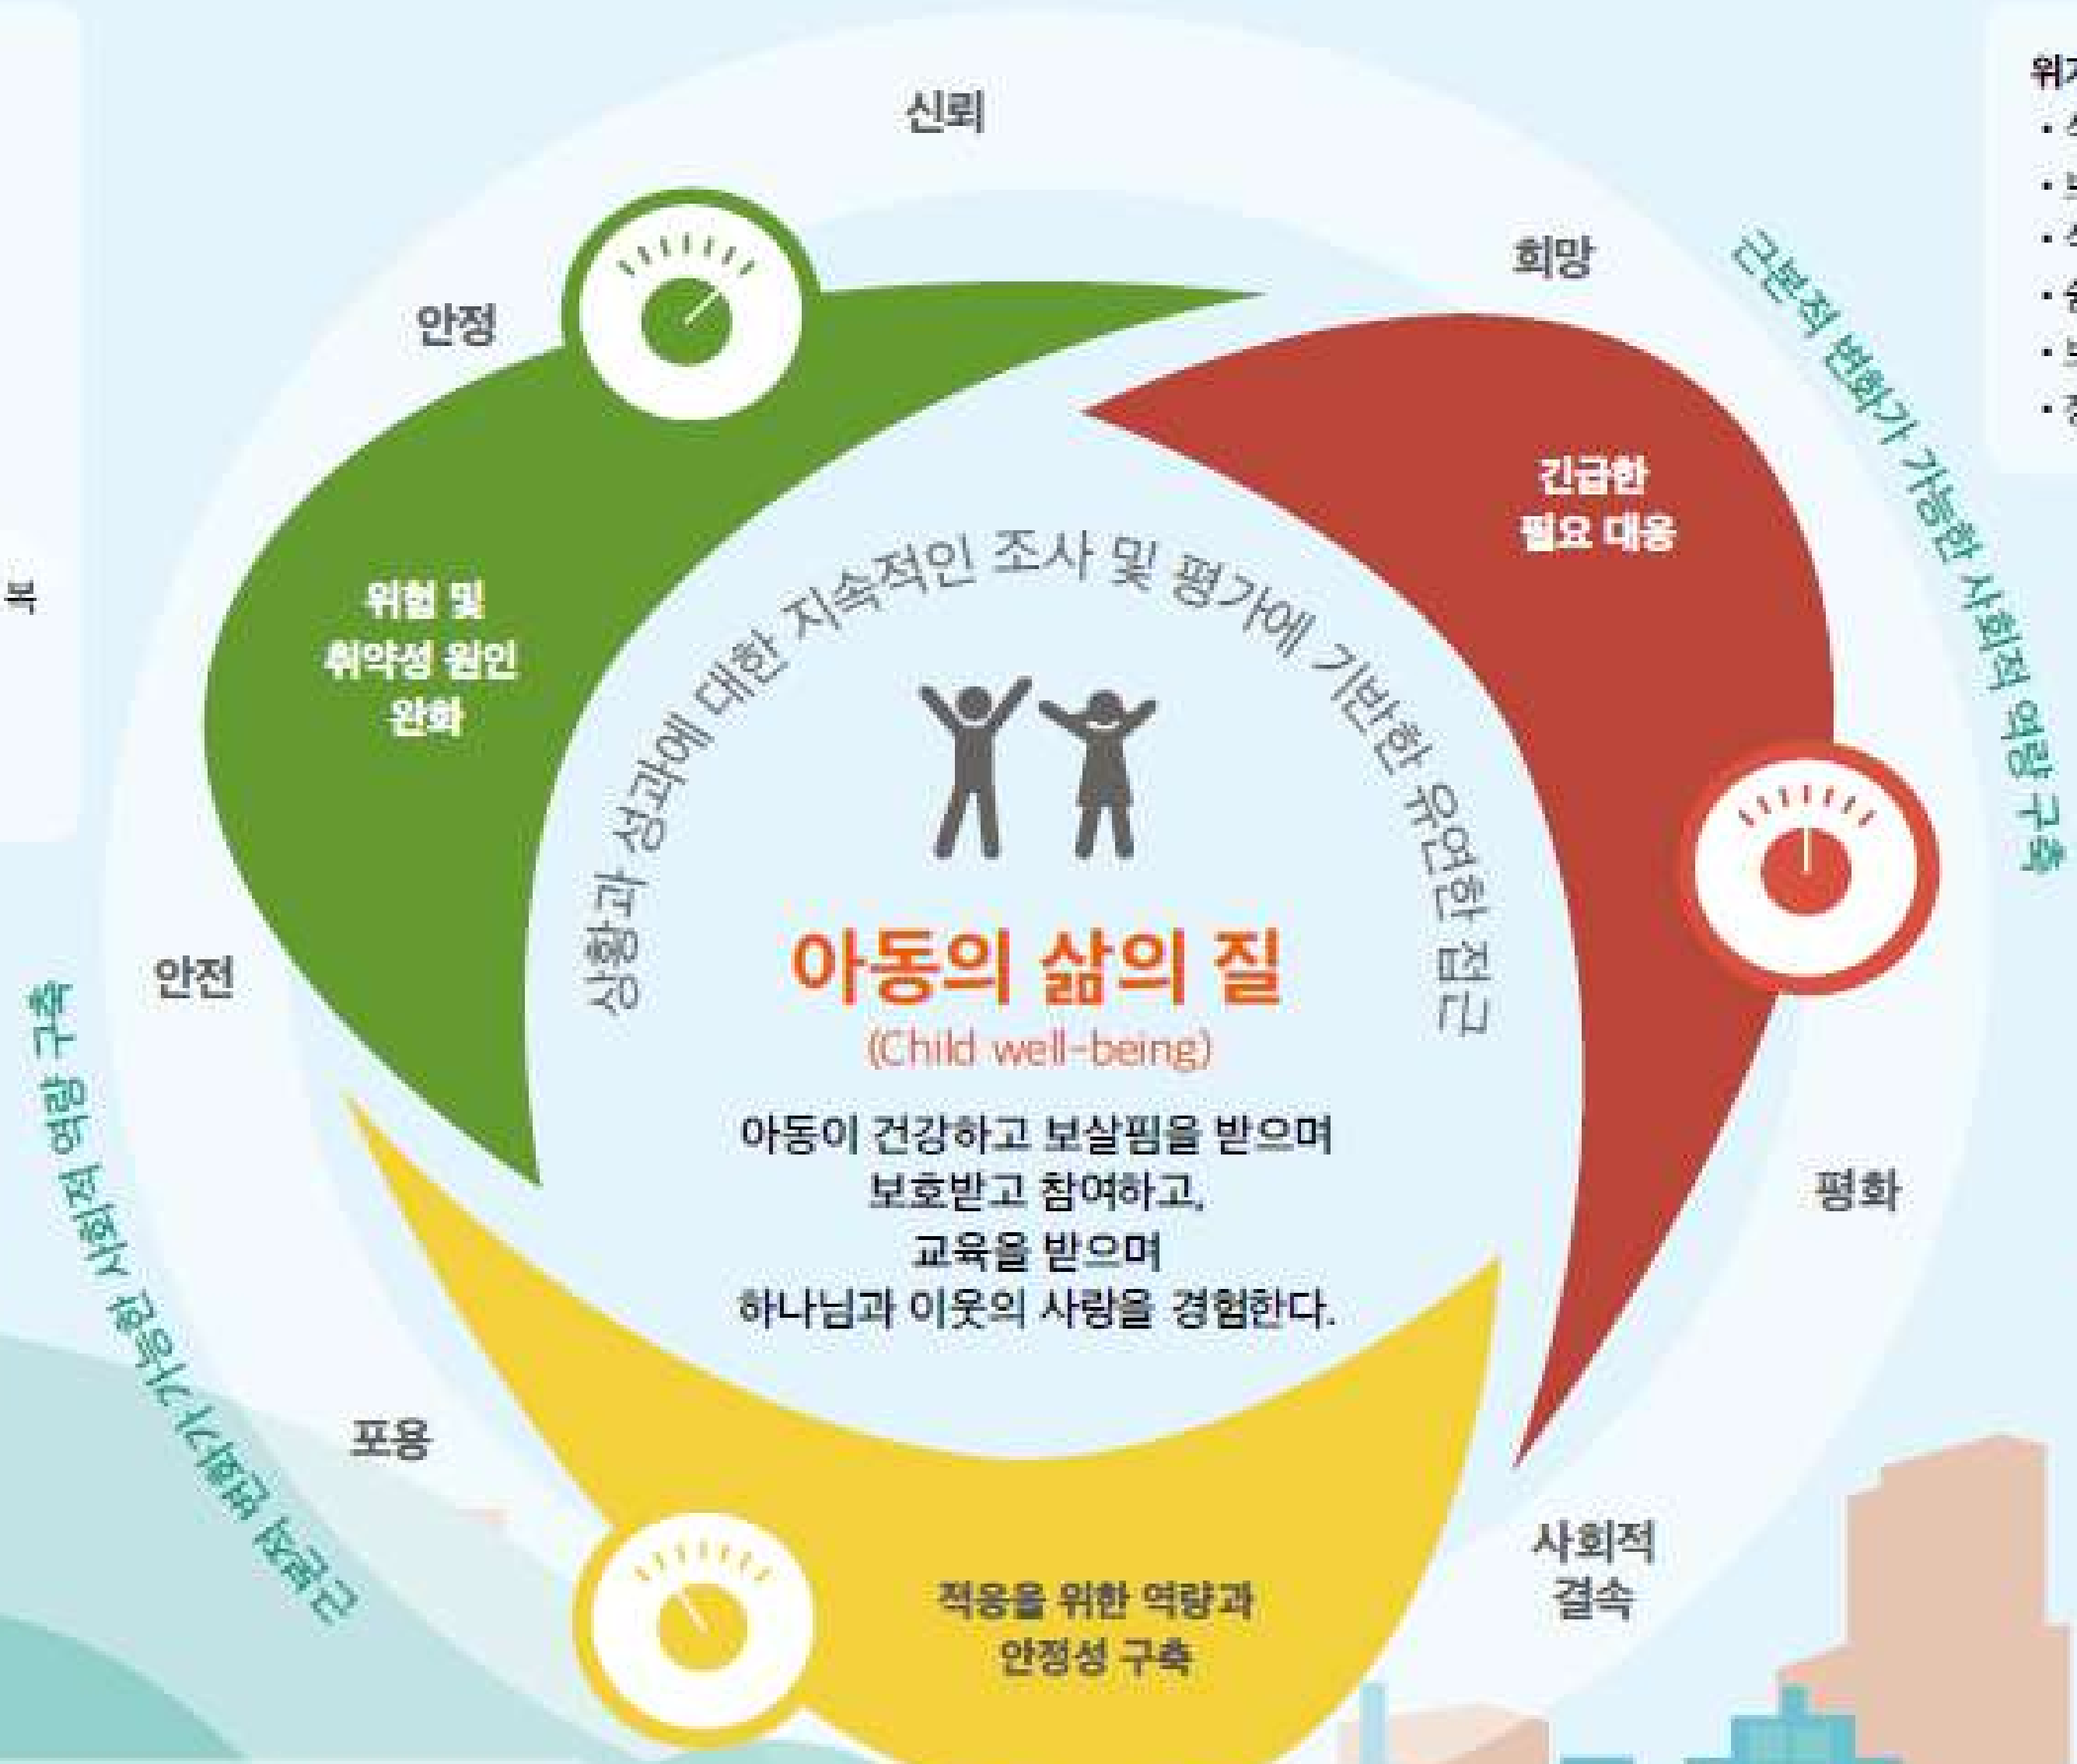 신뢰
희망
안정
근본적 변화가 가능한 사회적 역량 구축
긴급한
필요 대응
위험 및
취약성 원인
완화
상황과 성과에 대한 지속적인 조사 및 평가에 기반한 유연한 접근
아동의 삶의 질
(Child well-being)
안전
아동이 건강하고 보살핌을 받으며
보호받고 참여하고,
교육을 받으며
하나님과 이웃의 사랑을 경험한다.
평화
근본적 변화가 가능한 사회적 역량 구축
포용
사회적
결속
적응을 위한 역량과
안정성 구축